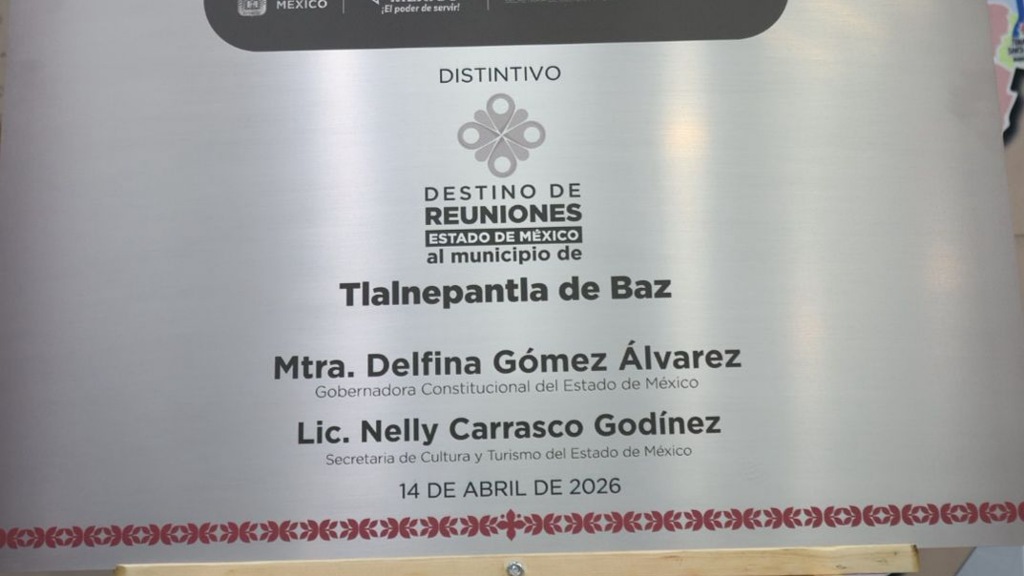 MÉXICO
¡El poder de servir!
DISTINTIVO
DESTINO DE
REUNIONES
ESTADO DE MÉXICO
al municipio de
Tlalnepantla de Baz
Mtra. Delfina Gómez Álvarez
Gobernadora Constitucional del Estado de México
Lic. Nelly Carrasco Godínez
Secretaria de Cultura y Turismo del Estado de México
14 DE ABRIL DE 2026